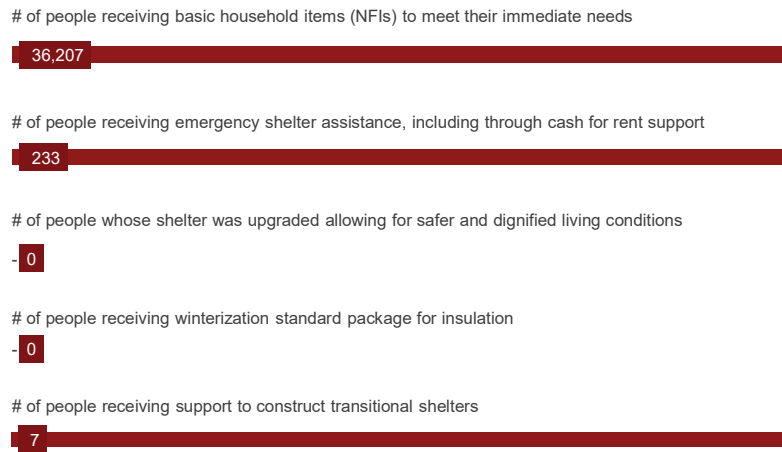 # of people receiving basic household items (NFIs) to meet their immediate needs
36,207
# of people receiving emergency shelter assistance, including through cash for rent support
233
# of people whose shelter was upgraded allowing for safer and dignified living conditions
- 0
# of people receiving winterization standard package for insulation
- 0
# of people receiving support to construct transitional shelters
7